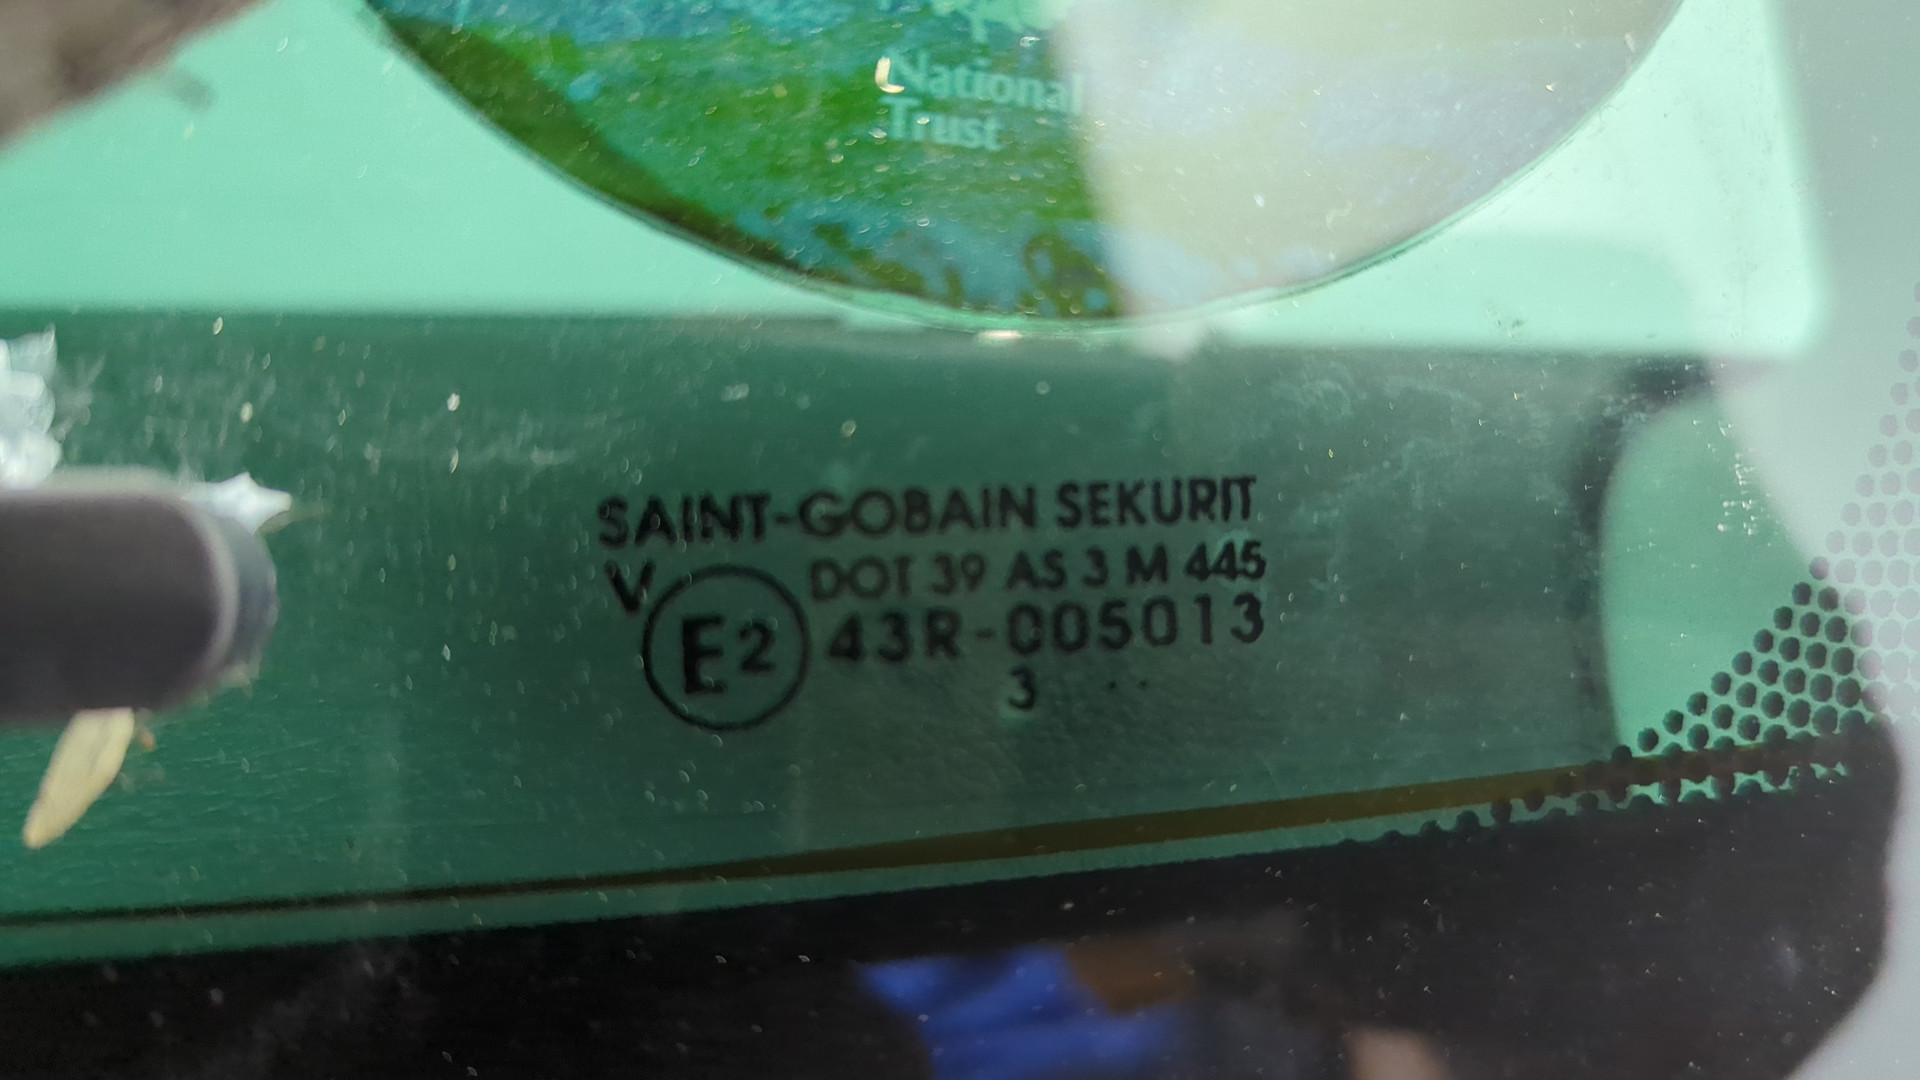 National
Trust
SAINT-GOBAIN SEKURIT
V DOT 39 AS 3 M 445
E2 43R-005013
3 ..